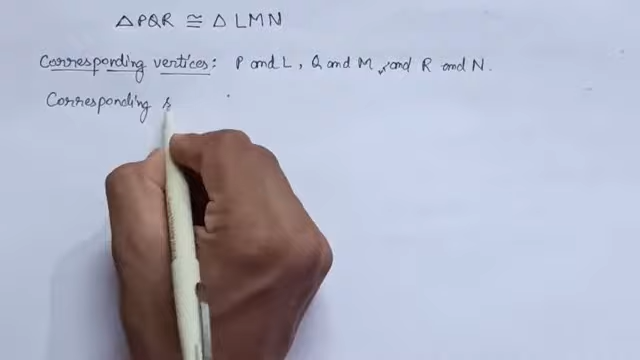 △PQR ≅ △LMN
Corresponding vertices: P and L, Q and M, and R and N.
Corresponding s